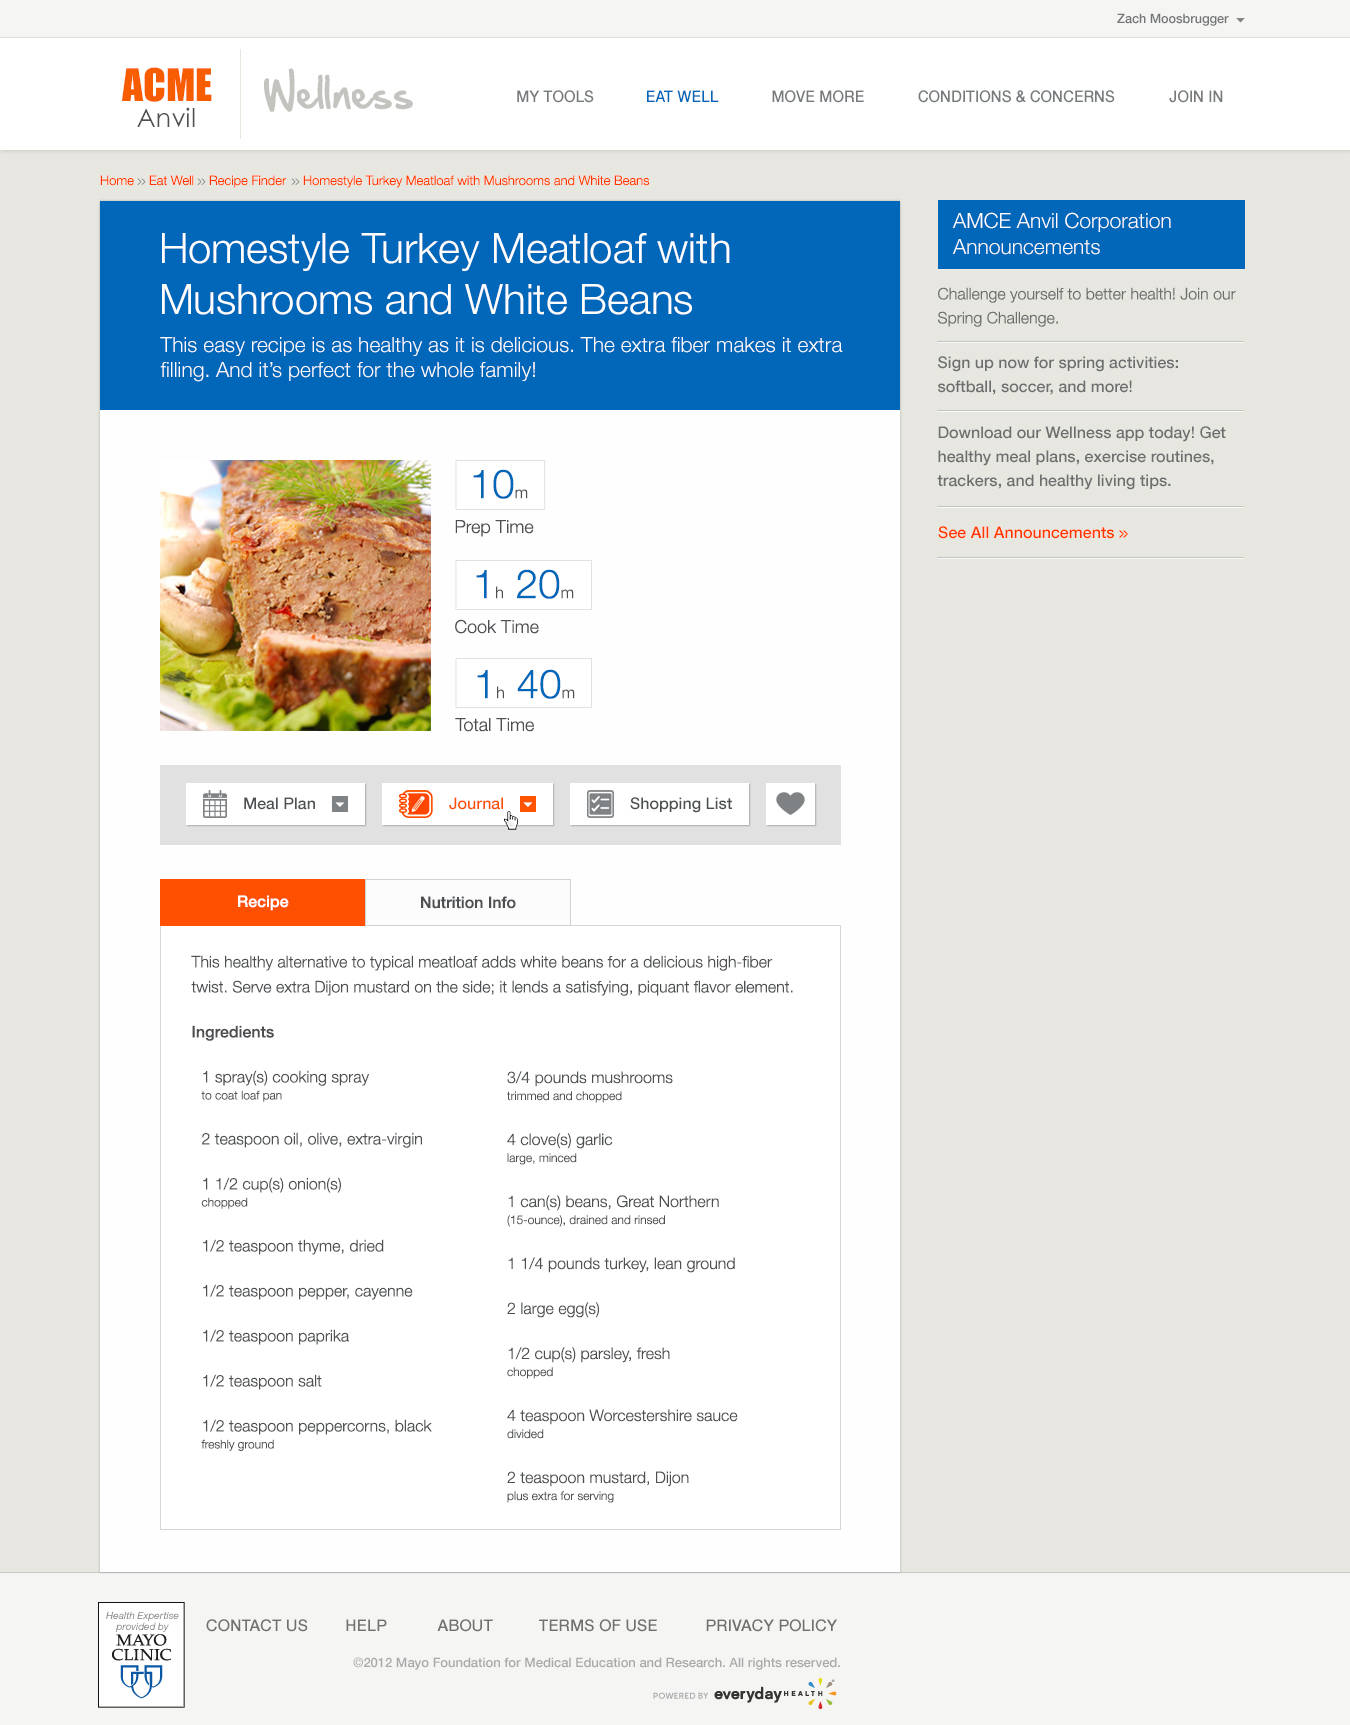 Zach Moosbrugger
ACME
Anvil
Wellness
MY TOOLS
EAT WELL
MOVE MORE
CONDITIONS & CONCERNS
JOIN IN
Home » Eat Well » Recipe Finder » Homestyle Turkey Meatloaf with Mushrooms and White Beans
Homestyle Turkey Meatloaf with
Mushrooms and White Beans
This easy recipe is as healthy as it is delicious. The extra fiber makes it extra
filling. And it's perfect for the whole family!
10m
Prep Time
1h 20m
Cook Time
1h 40m
Total Time
Meal Plan
Journal
Shopping List
Recipe
Nutrition Info
This healthy alternative to typical meatloaf adds white beans for a delicious high-fiber
twist. Serve extra Dijon mustard on the side; it lends a satisfying, piquant flavor element.
Ingredients
1 spray(s) cooking spray
to coat loaf pan
2 teaspoon oil, olive, extra-virgin
1 1/2 cup(s) onion(s)
chopped
1/2 teaspoon thyme, dried
1/2 teaspoon pepper, cayenne
1/2 teaspoon paprika
1/2 teaspoon salt
1/2 teaspoon peppercorns, black
freshly ground
3/4 pounds mushrooms
trimmed and chopped
4 clove(s) garlic
large, minced
1 can(s) beans, Great Northern
(15-ounce), drained and rinsed
1 1/4 pounds turkey, lean ground
2 large egg(s)
1/2 cup(s) parsley, fresh
chopped
4 teaspoon Worcestershire sauce
divided
2 teaspoon mustard, Dijon
plus extra for serving
AMCE Anvil Corporation
Announcements
Challenge yourself to better health! Join our
Spring Challenge.
Sign up now for spring activities:
softball, soccer, and more!
Download our Wellness app today! Get
healthy meal plans, exercise routines,
trackers, and healthy living tips.
See All Announcements »
Health Expertise
provided by
MAYO
CLINIC
CONTACT US
HELP
ABOUT
TERMS OF USE
PRIVACY POLICY
©2012 Mayo Foundation for Medical Education and Research. All rights reserved.
POWERED BY everyday HEALTH